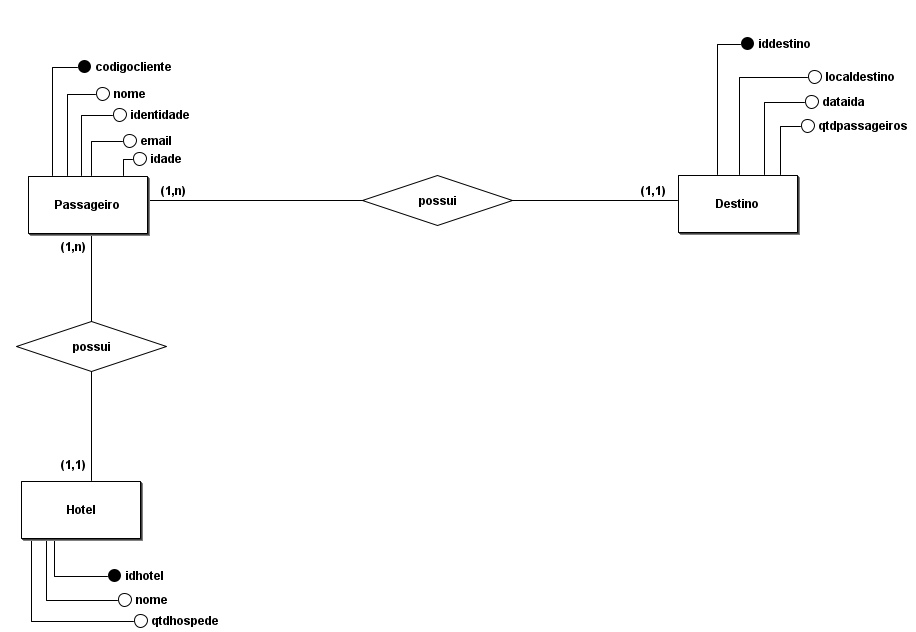 iddestino
codigocliente
localdestino
nome
dataida
identidade
qtdpassageiros
email
idade
(1,n)
(1,1)
Passageiro
possui
Destino
(1,n)
possui
(1,1)
Hotel
idhotel
nome
qtdhospede